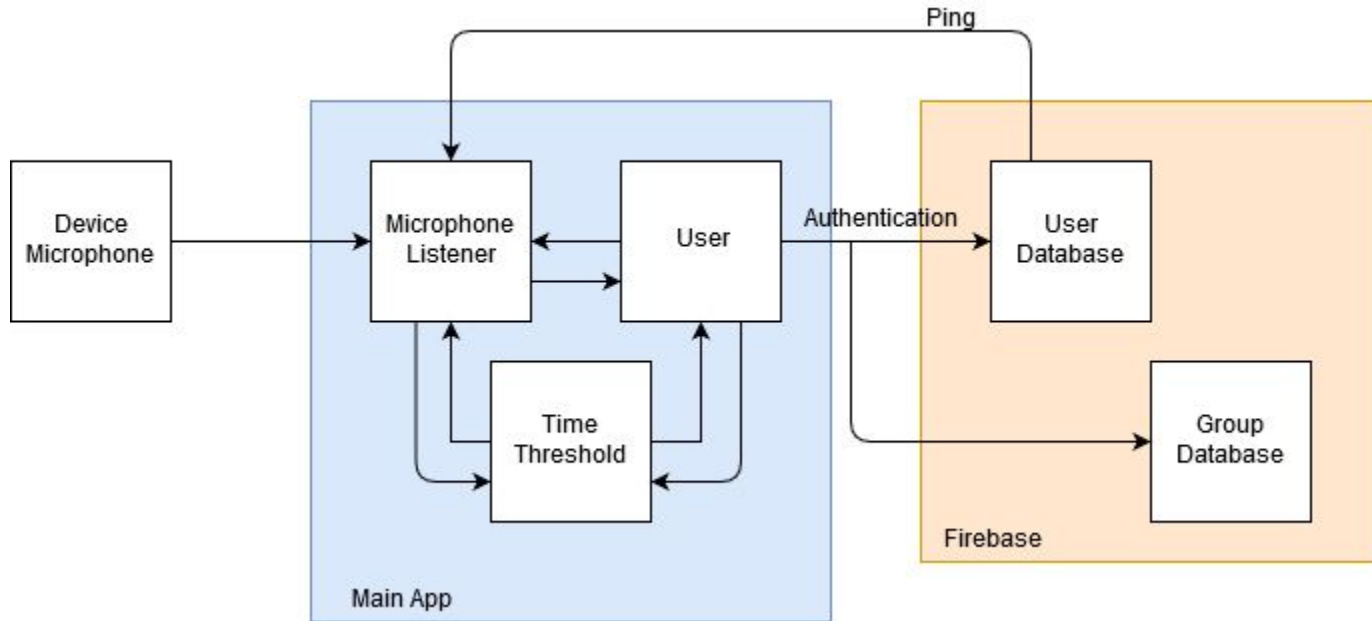 Ping
Device
Microphone
Microphone
Listener
User
Authentication
User
Database
Time
Threshold
Group
Database
Firebase
Main App